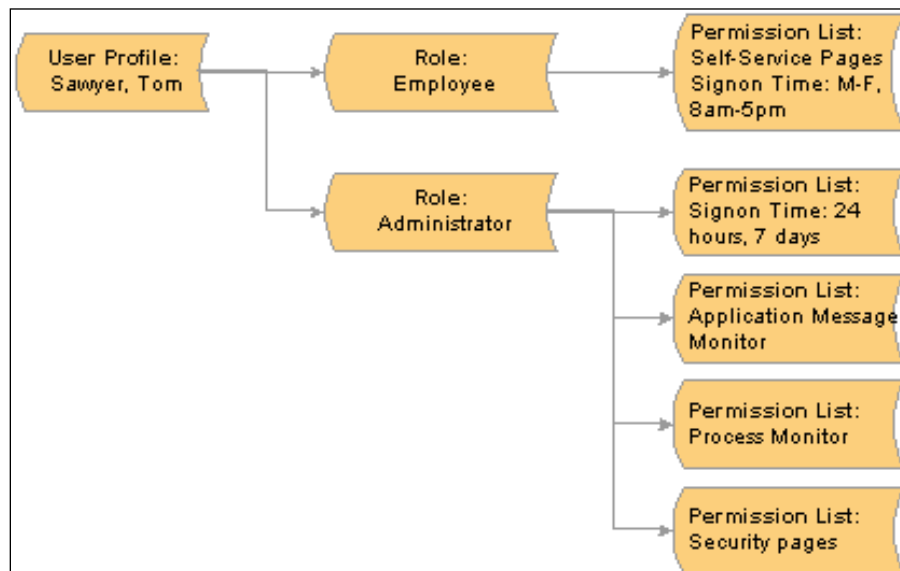 User Profile:
Sawyer, Tom
Role:
Employee
Permission List:
Self-Service Pages
Signon Time: M-F,
8am-5pm
Role:
Administrator
Permission List:
Signon Time: 24
hours, 7 days
Permission List:
Application Message
Monitor
Permission List:
Process Monitor
Permission List:
Security pages